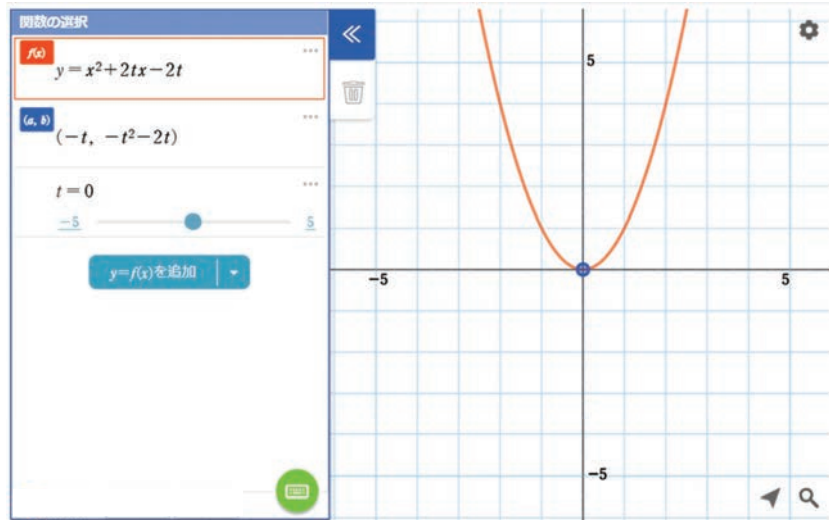 関数の選択
f(x)
y=x²+2tx−2t
(a, b)
(−t, −t²−2t)
t=0
−5
5
y=f(x)を追加
5
−5
5
−5